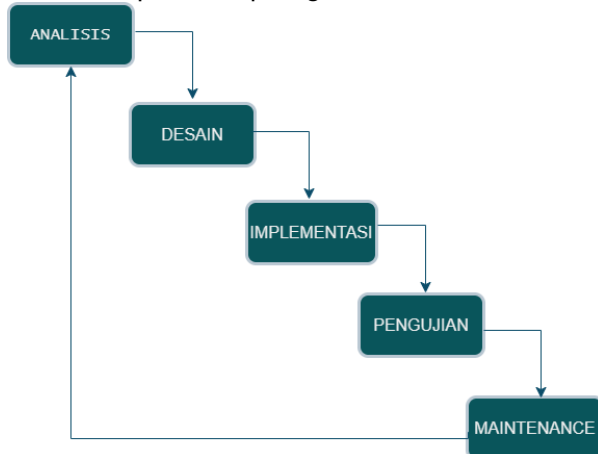 ANALISIS
DESAIN
IMPLEMENTASI
PENGUJIAN
MAINTENANCE